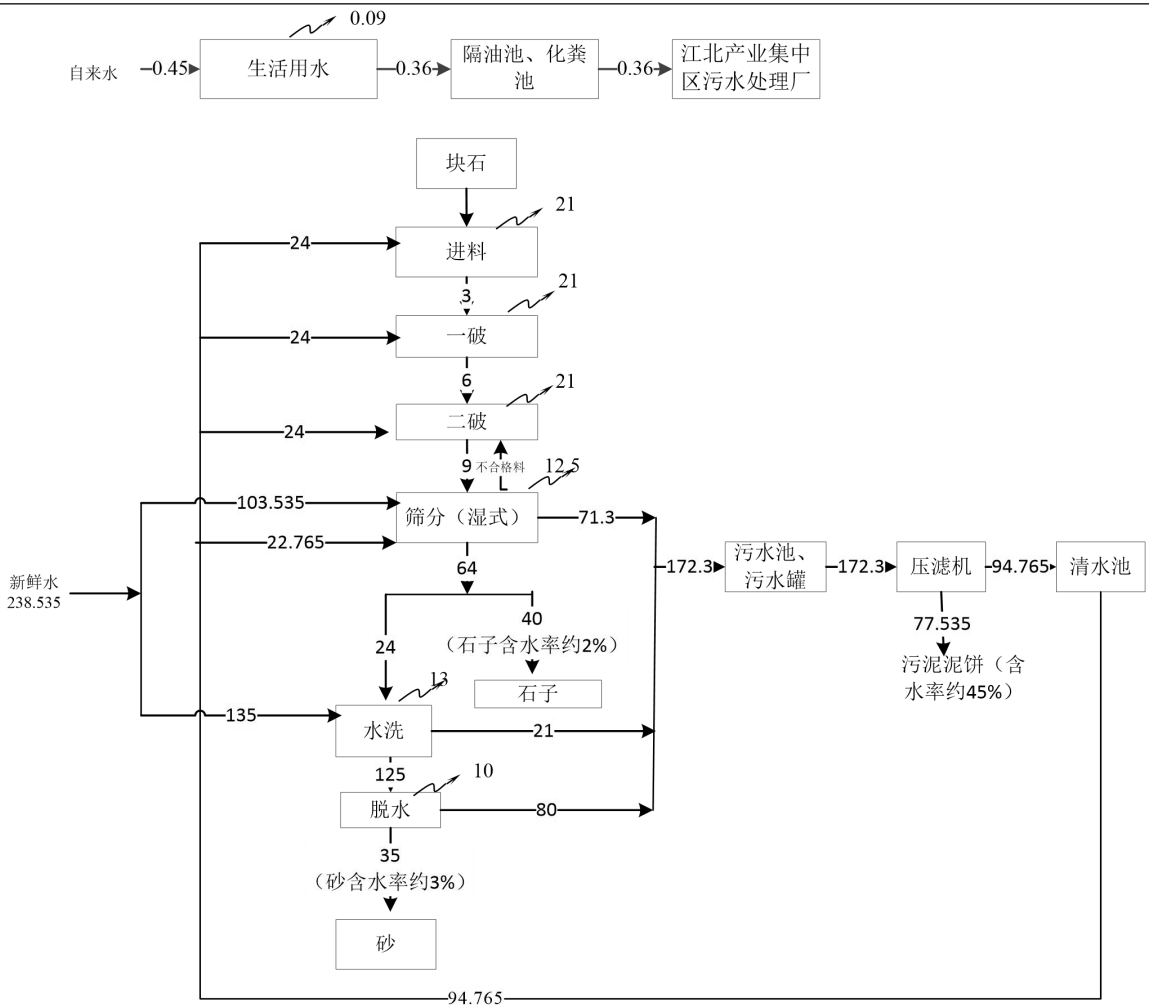 0.09
自来水
0.45
生活用水
0.36
隔油池、化粪
池
0.36
江北产业集中
区污水处理厂
块石
21
24
进料
3
21
24
一破
6
21
24
二破
9
不合格料
L
12.5
103.535
筛分（湿式）
71.3
22.765
64
172.3
污水池、
污水罐
172.3
压滤机
94.765
清水池
新鲜水
238.535
40
（石子含水率约2%）
24
石子
77.535
污泥泥饼（含
水率约45%）
13
135
水洗
21
125
10
脱水
80
35
（砂含水率约3%）
砂
94.765